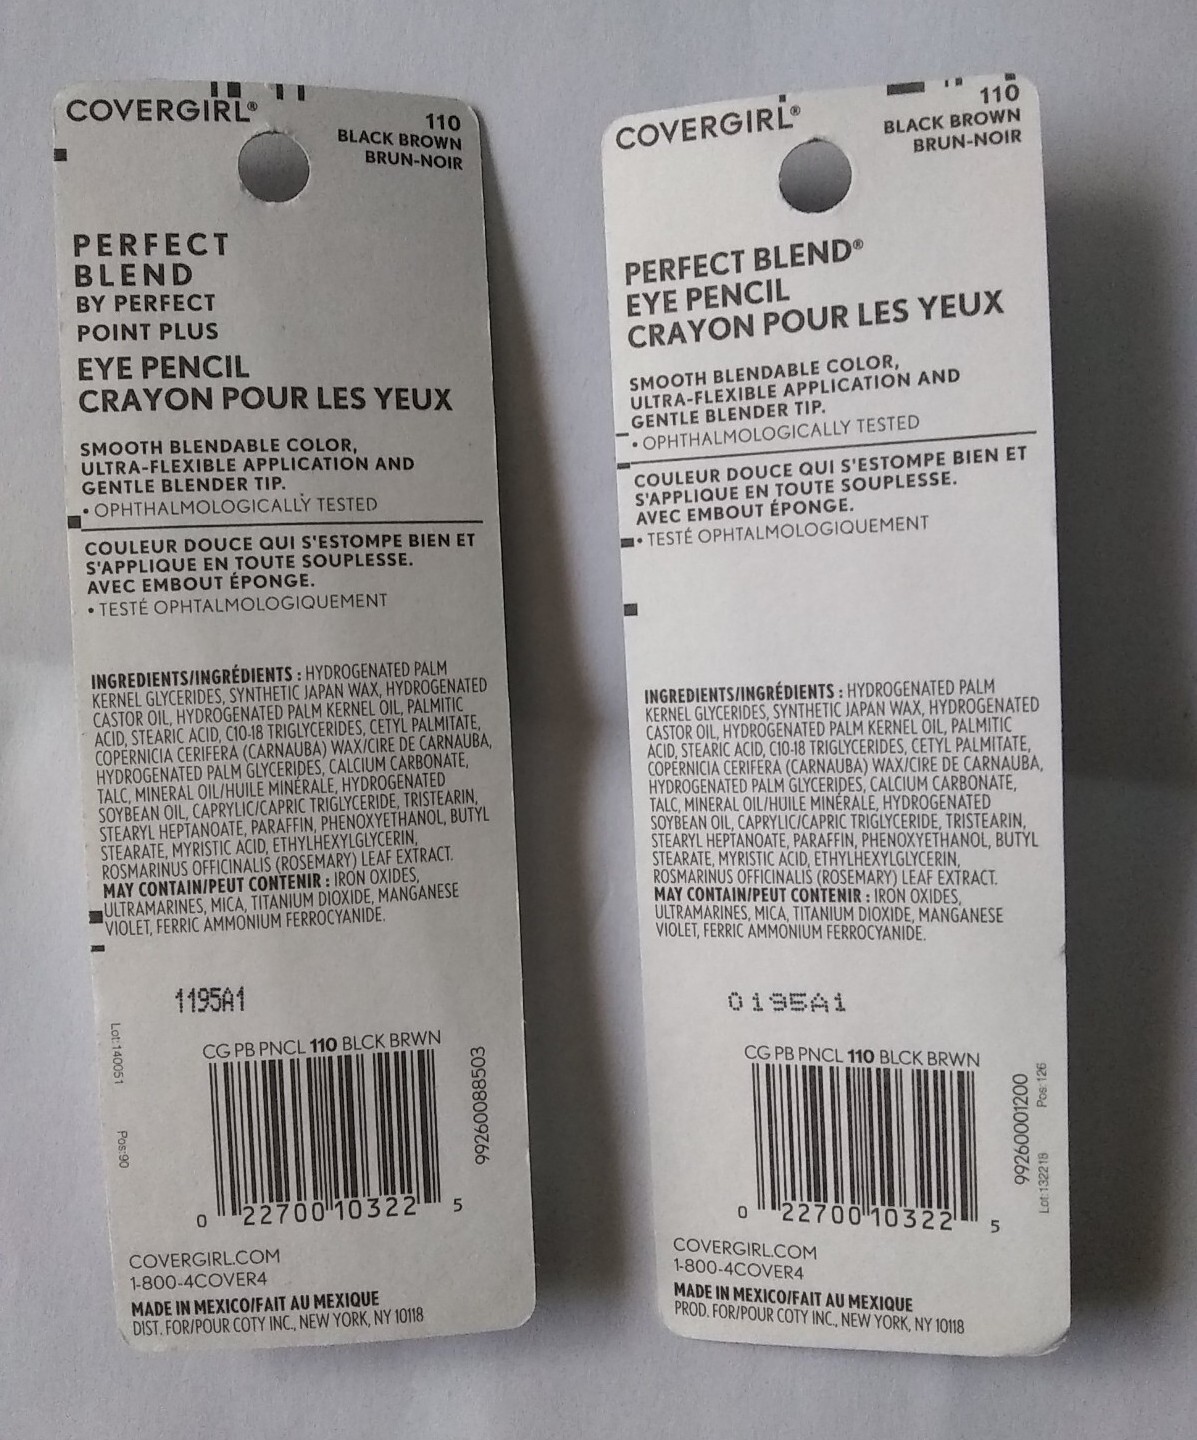 COVERGIRL®
110
BLACK BROWN
BRUN-NOIR
PERFECT
BLEND
BY PERFECT
POINT PLUS
EYE PENCIL
CRAYON POUR LES YEUX
SMOOTH BLENDABLE COLOR,
ULTRA-FLEXIBLE APPLICATION AND
GENTLE BLENDER TIP.
• OPHTHALMOLOGICALLY TESTED
COULEUR DOUCE QUI S'ESTOMPE BIEN ET
S'APPLIQUE EN TOUTE SOUPLESSE.
AVEC EMBOUT ÉPONGE.
• TESTÉ OPHTALMOLOGIQUEMENT
INGREDIENTS/INGRÉDIENTS : HYDROGENATED PALM
KERNEL GLYCERIDES, SYNTHETIC JAPAN WAX, HYDROGENATED
CASTOR OIL, HYDROGENATED PALM KERNEL OIL, PALMITIC
ACID, STEARIC ACID, C10-18 TRIGLYCERIDES, CETYL PALMITATE,
COPERNICIA CERIFERA (CARNAUBA) WAX/CIRE DE CARNAUBA,
HYDROGENATED PALM GLYCERIDES, CALCIUM CARBONATE,
TALC, MINERAL OIL/HUILE MINÉRALE, HYDROGENATED
SOYBEAN OIL, CAPRYLIC/CAPRIC TRIGLYCERIDE, TRISTEARIN,
STEARYL HEPTANOATE, PARAFFIN, PHENOXYETHANOL, BUTYL
STEARATE, MYRISTIC ACID, ETHYLHEXYLGLYCERIN,
ROSMARINUS OFFICINALIS (ROSEMARY) LEAF EXTRACT.
MAY CONTAIN/PEUT CONTENIR : IRON OXIDES,
ULTRAMARINES, MICA, TITANIUM DIOXIDE, MANGANESE
VIOLET, FERRIC AMMONIUM FERROCYANIDE.
1195A1
CG PB PNCL 110 BLCK BRWN
Lot:140051 Pos:90
99260088503
0 22700 10322 5
COVERGIRL.COM
1-800-4COVER4
MADE IN MEXICO/FAIT AU MEXIQUE
DIST. FOR/POUR COTY INC., NEW YORK, NY 10118
COVERGIRL®
110
BLACK BROWN
BRUN-NOIR
PERFECT BLEND®
EYE PENCIL
CRAYON POUR LES YEUX
SMOOTH BLENDABLE COLOR,
ULTRA-FLEXIBLE APPLICATION AND
GENTLE BLENDER TIP.
• OPHTHALMOLOGICALLY TESTED
COULEUR DOUCE QUI S'ESTOMPE BIEN ET
S'APPLIQUE EN TOUTE SOUPLESSE.
AVEC EMBOUT ÉPONGE.
• TESTÉ OPHTALMOLOGIQUEMENT
INGREDIENTS/INGRÉDIENTS : HYDROGENATED PALM
KERNEL GLYCERIDES, SYNTHETIC JAPAN WAX, HYDROGENATED
CASTOR OIL, HYDROGENATED PALM KERNEL OIL, PALMITIC
ACID, STEARIC ACID, C10-18 TRIGLYCERIDES, CETYL PALMITATE,
COPERNICIA CERIFERA (CARNAUBA) WAX/CIRE DE CARNAUBA,
HYDROGENATED PALM GLYCERIDES, CALCIUM CARBONATE,
TALC, MINERAL OIL/HUILE MINÉRALE, HYDROGENATED
SOYBEAN OIL, CAPRYLIC/CAPRIC TRIGLYCERIDE, TRISTEARIN,
STEARYL HEPTANOATE, PARAFFIN, PHENOXYETHANOL, BUTYL
STEARATE, MYRISTIC ACID, ETHYLHEXYLGLYCERIN,
ROSMARINUS OFFICINALIS (ROSEMARY) LEAF EXTRACT.
MAY CONTAIN/PEUT CONTENIR : IRON OXIDES,
ULTRAMARINES, MICA, TITANIUM DIOXIDE, MANGANESE
VIOLET, FERRIC AMMONIUM FERROCYANIDE.
0195A1
CG PB PNCL 110 BLCK BRWN
99260001200
Lot:132218 Pos:126
0 22700 10322 5
COVERGIRL.COM
1-800-4COVER4
MADE IN MEXICO/FAIT AU MEXIQUE
PROD. FOR/POUR COTY INC., NEW YORK, NY 10118